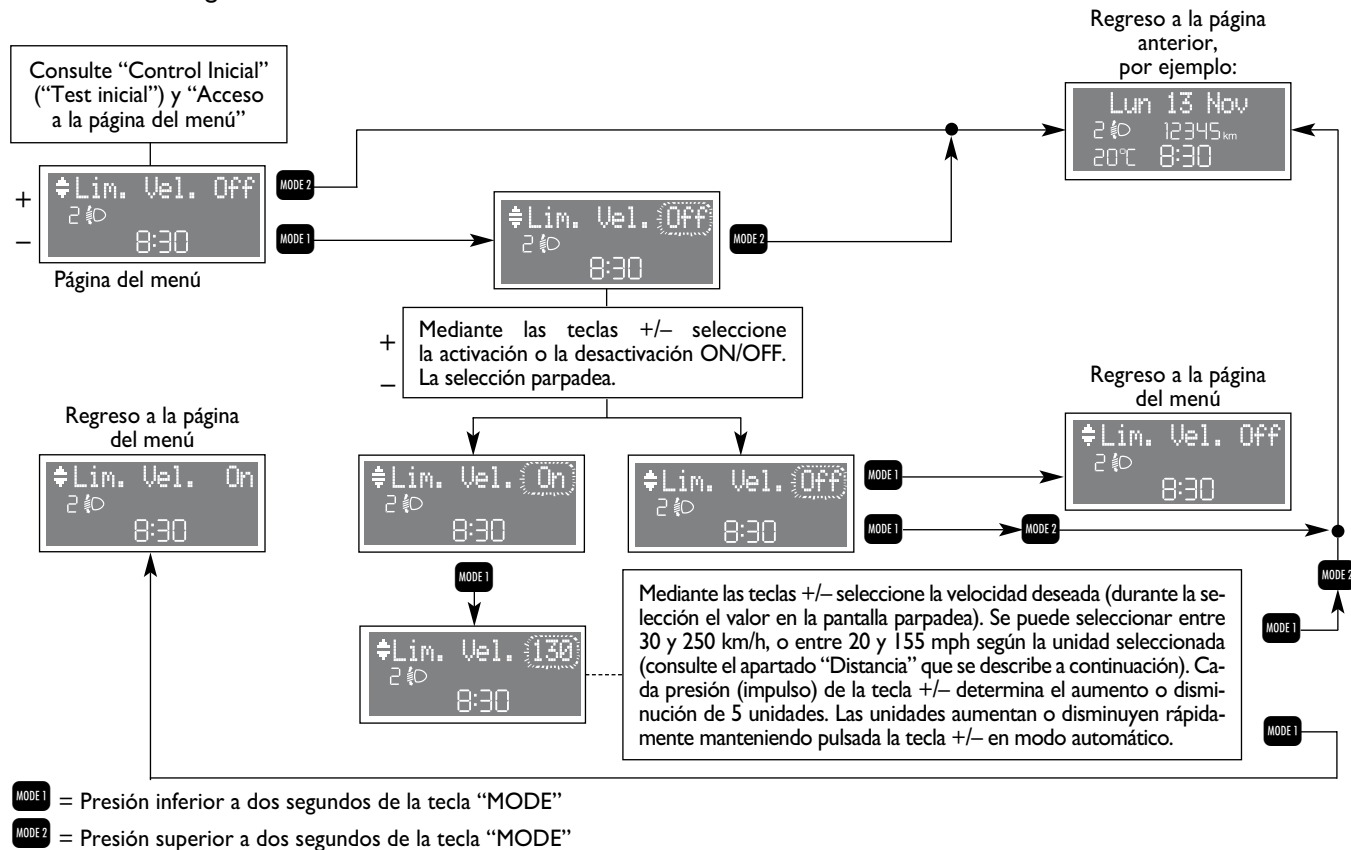 Regreso a la página
anterior,
por ejemplo:
Lun 13 Nov
2 12345 km
20°C 8:30
Consulte “Control Inicial”
(“Test inicial”) y “Acceso
a la página del menú”
+
–
Lim. Vel. Off
2
8:30
Página del menú
MODE 2
MODE 1
Lim. Vel. Off
2
8:30
MODE 2
+
–
Mediante las teclas +/– seleccione
la activación o la desactivación ON/OFF.
La selección parpadea.
Regreso a la página
del menú
Lim. Vel. On
2
8:30
Lim. Vel. On
2
8:30
Lim. Vel. Off
2
8:30
MODE 1
MODE 1
MODE 2
Regreso a la página
del menú
Lim. Vel. Off
2
8:30
MODE 1
Lim. Vel. 130
2
8:30
Mediante las teclas +/– seleccione la velocidad deseada (durante la se-
lección el valor en la pantalla parpadea). Se puede seleccionar entre
30 y 250 km/h, o entre 20 y 155 mph según la unidad seleccionada
(consulte el apartado “Distancia” que se describe a continuación). Ca-
da presión (impulso) de la tecla +/– determina el aumento o dismi-
nución de 5 unidades. Las unidades aumentan o disminuyen rápida-
mente manteniendo pulsada la tecla +/– en modo automático.
MODE 2
MODE 1
MODE 1
MODE 1 = Presión inferior a dos segundos de la tecla “MODE”
MODE 2 = Presión superior a dos segundos de la tecla “MODE”